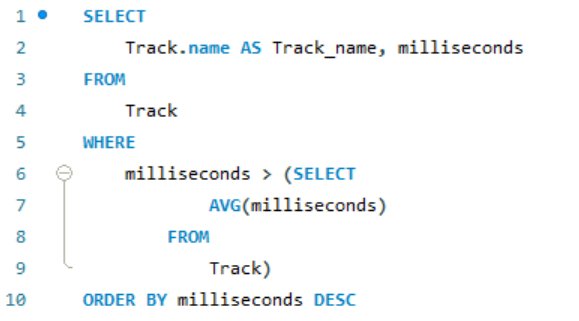 1 SELECT
2 Track.name AS Track_name, milliseconds
3 FROM
4 Track
5 WHERE
6 milliseconds > (SELECT
7 AVG(milliseconds)
8 FROM
9 Track)
10 ORDER BY milliseconds DESC